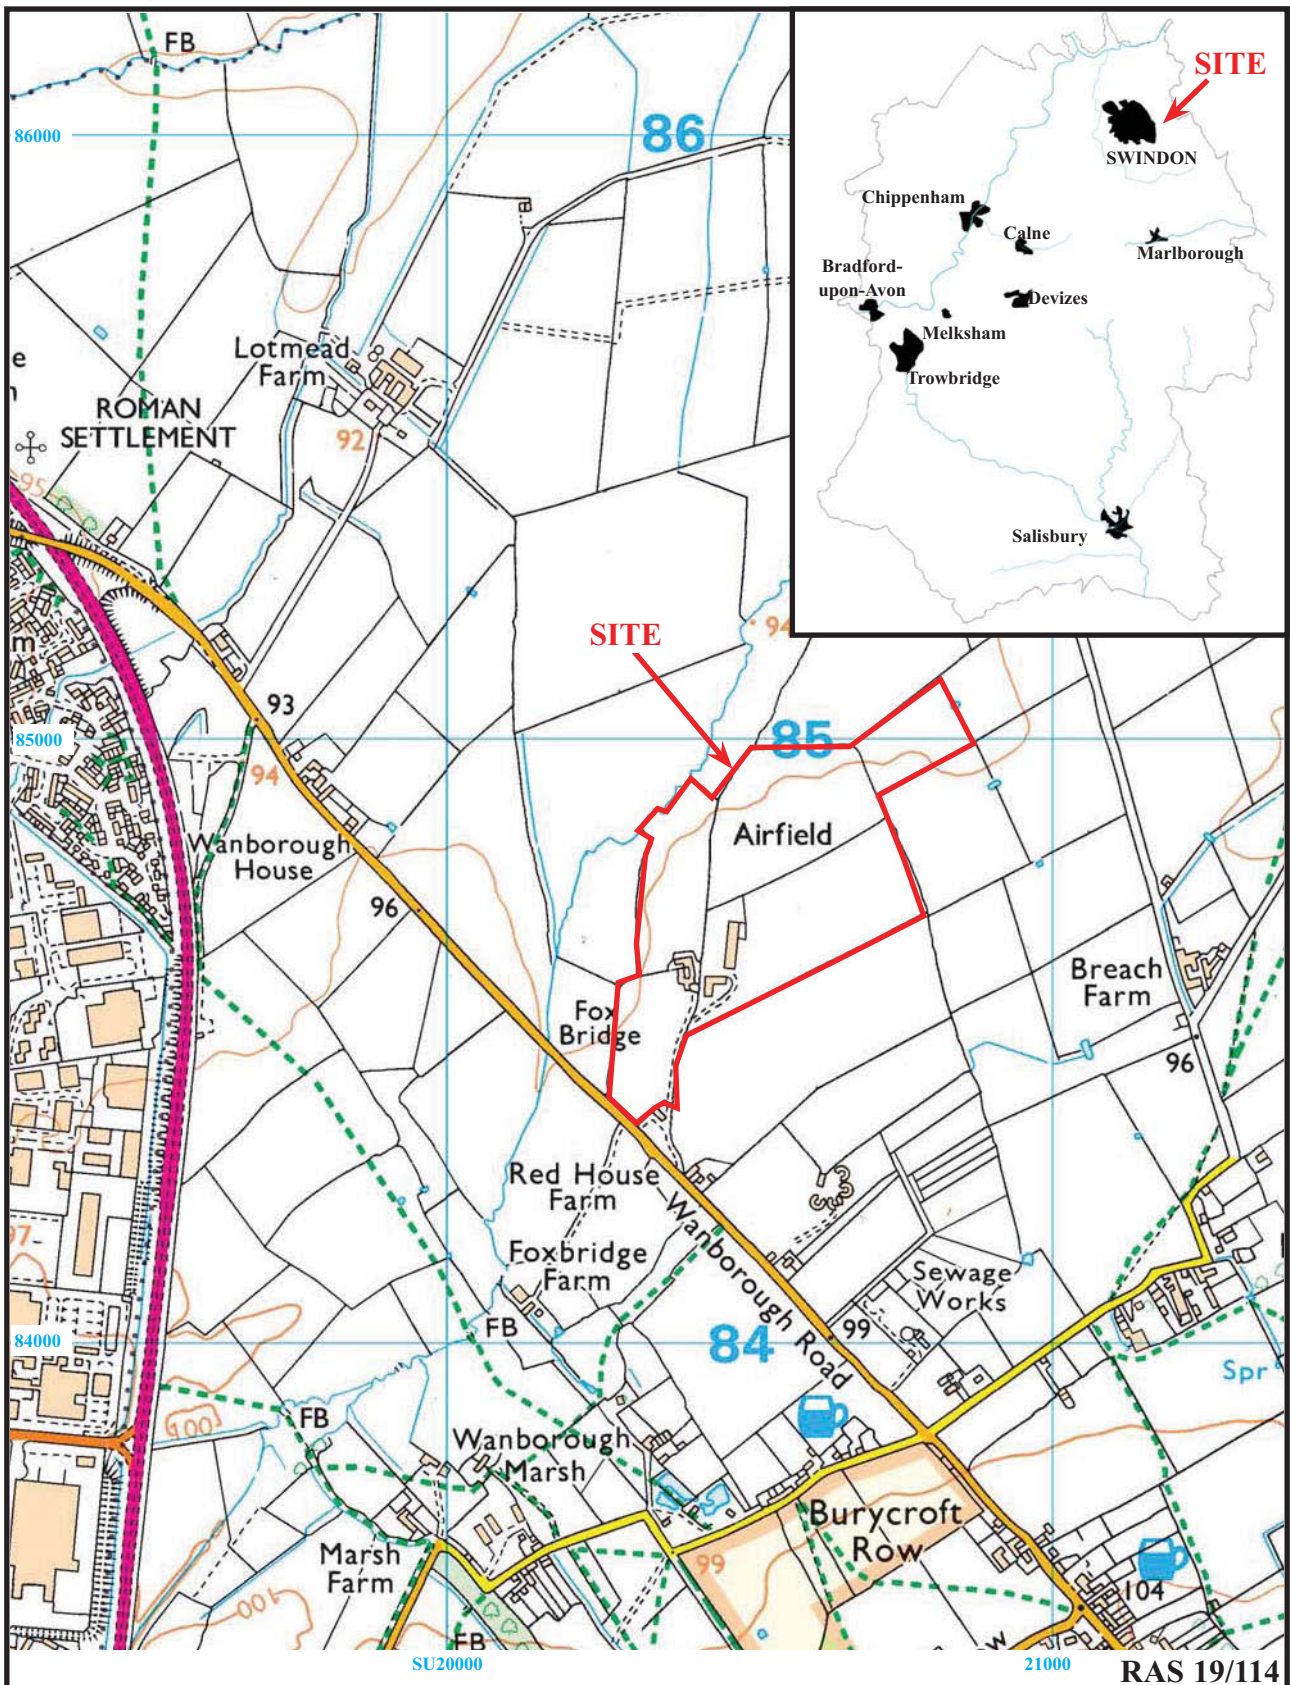 FB
86000
86
SITE
SWINDON
Chippenham
Calne
Marlborough
Bradford-
upon-Avon
Devizes
Melksham
Trowbridge
Salisbury
e
Lotmead
Farm
ROMAN
SETTLEMENT
92
95
SITE
94
m
93
85000
85
94
Wanborough
House
Airfield
96
Breach
Farm
Fox
Bridge
96
Red House
Farm
Wanborough Road
97
Foxbridge
Farm
Sewage
Works
FB
84000
84
99
Spr
100
FB
Wanborough
Marsh
Burycroft
Row
Marsh
Farm
99
100
104
FB
w
SU20000
21000
RAS 19/114